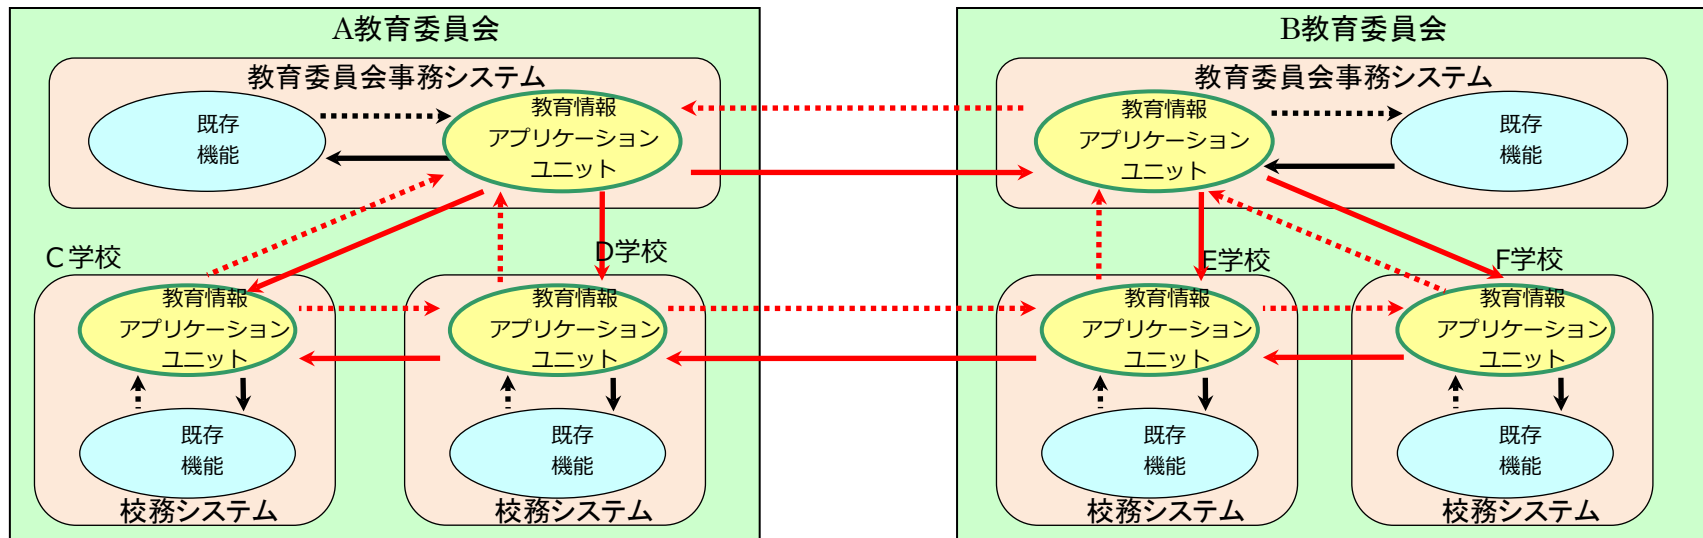 A教育委員会
教育委員会事務システム
既存
機能
教育情報
アプリケーション
ユニット
C学校
教育情報
アプリケーション
ユニット
既存
機能
校務システム
D学校
教育情報
アプリケーション
ユニット
既存
機能
校務システム
B教育委員会
教育委員会事務システム
教育情報
アプリケーション
ユニット
既存
機能
E学校
教育情報
アプリケーション
ユニット
既存
機能
校務システム
F学校
教育情報
アプリケーション
ユニット
既存
機能
校務システム